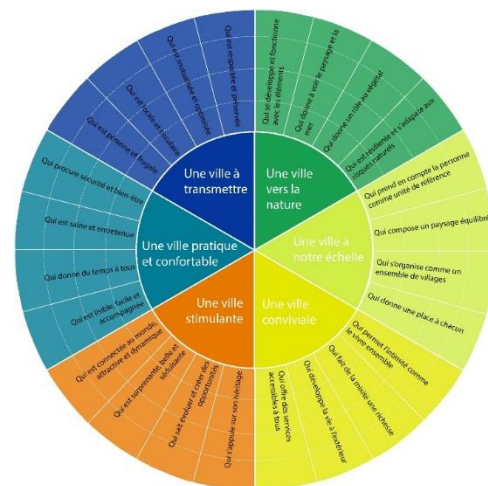 Une ville à
transmettre
Qui est pérenne et frugale
Qui est locale et circulaire
Qui est mutualisée et optimisée
Qui est respectée et préservée
Une ville
vers la
nature
Qui se développe et fonctionne
avec les éléments
Qui donne à voir le paysage et la
mer
Qui donne un rôle au végétal
Qui est résiliente et s'adapate aux
risques naturels
Une ville à
notre échelle
Qui prend en compte la personne
comme unité de référence
Qui compose un paysage équilibré
Qui s'organise comme un
ensemble de villages
Qui donne une place à chacun
Une ville
conviviale
Qui permet l'intimité comme
le vivre ensemble
Qui fait de la mixité une richesse
Qui développe la vie à l'extérieur
Qui offre des services
accessibles à tous
Une ville
stimulante
Qui s'appuie sur son héritage
Qui sait évoluer et créer des
opportunités
Qui est surprenante, belle et
séduisante
Qui est connectée au monde,
attractive et dynamique
Une ville pratique
et confortable
Qui est lisible, facile et
accompagnée
Qui donne du temps à tous
Qui est saine et entretenue
Qui procure sécurité et bien-être